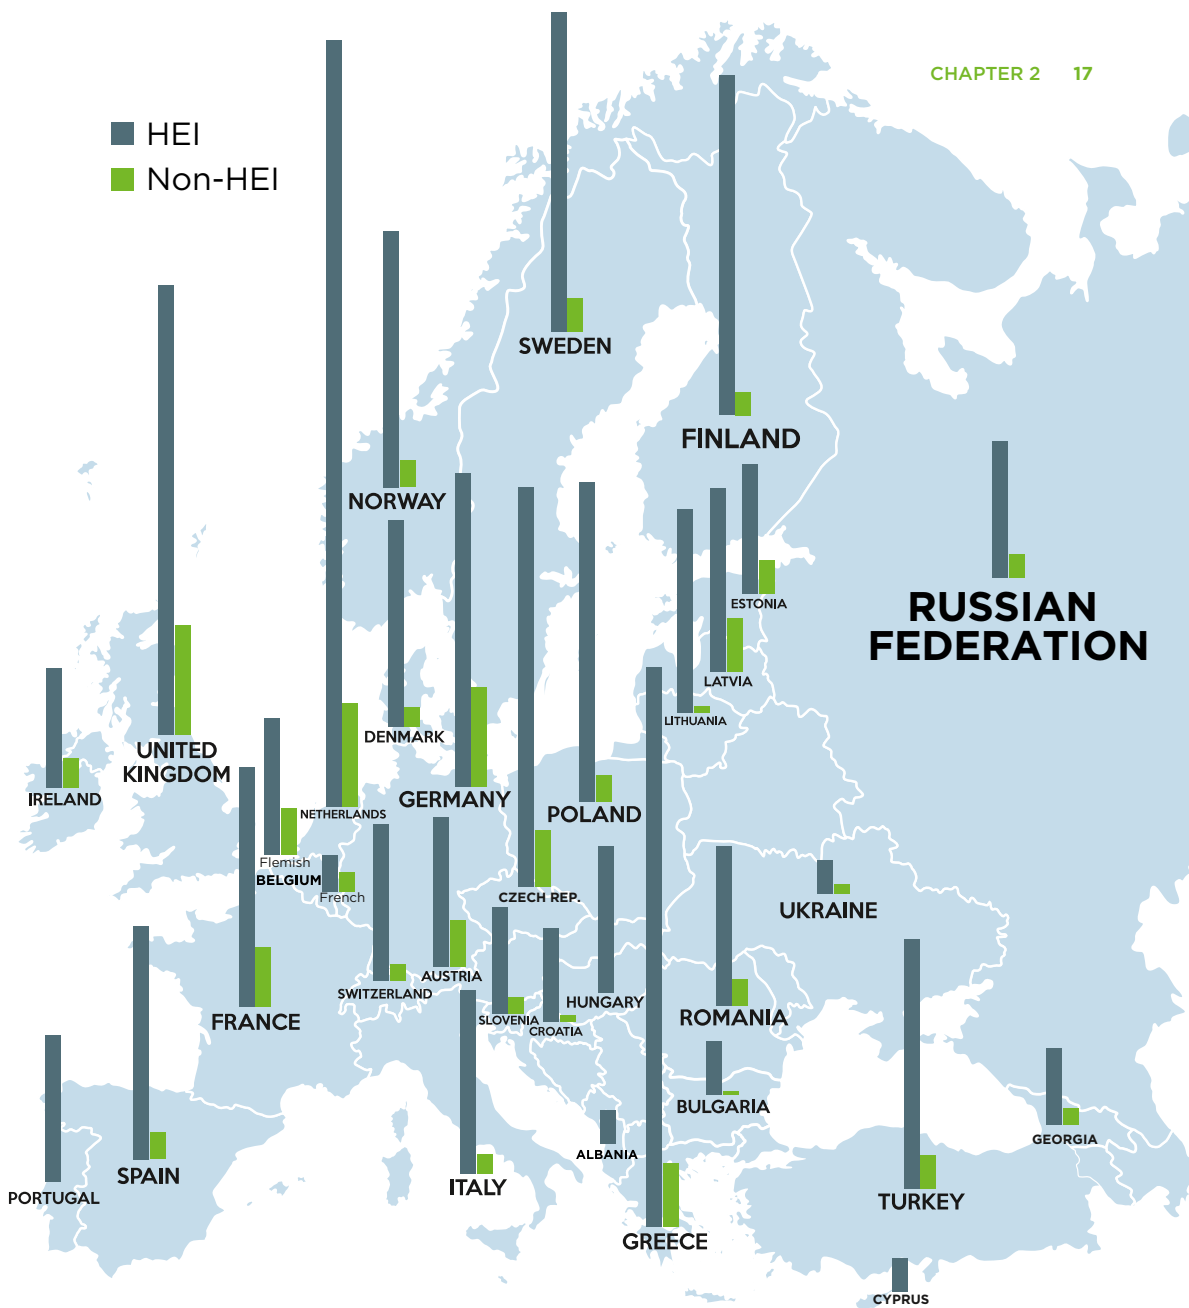 CHAPTER 2 17
HEI
Non-HEI
SWEDEN
FINLAND
NORWAY
ESTONIA
RUSSIAN
FEDERATION
LATVIA
LITHUANIA
DENMARK
UNITED
KINGDOM
IRELAND
NETHERLANDS
GERMANY
POLAND
Flemish
BELGIUM
French
CZECH REP.
UKRAINE
AUSTRIA
SWITZERLAND
HUNGARY
SLOVENIA
CROATIA
FRANCE
ROMANIA
BULGARIA
GEORGIA
ALBANIA
SPAIN
ITALY
PORTUGAL
TURKEY
GREECE
CYPRUS